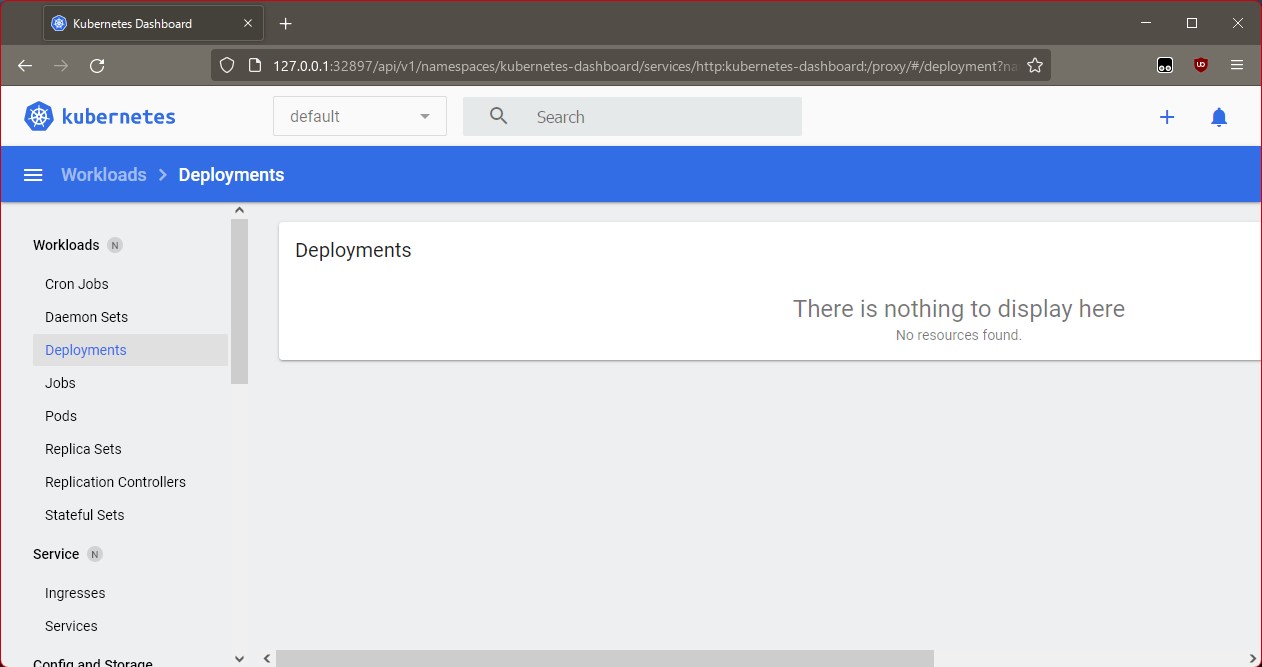 Kubernetes Dashboard
127.0.0.1:32897/api/v1/namespaces/kubernetes-dashboard/services/http:kubernetes-dashboard:/proxy/#/deployment?na
kubernetes
default
Search
Workloads > Deployments
Workloads N
Cron Jobs
Daemon Sets
Deployments
Jobs
Pods
Replica Sets
Replication Controllers
Stateful Sets
Service N
Ingresses
Services
Config and Storage
Deployments
There is nothing to display here
No resources found.